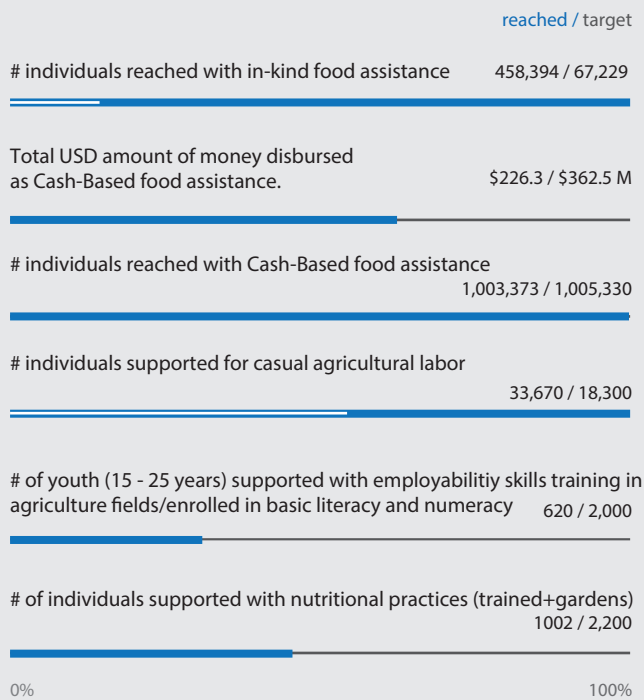 reached / target
# individuals reached with in-kind food assistance 458,394 / 67,229
Total USD amount of money disbursed
as Cash-Based food assistance. $226.3 / $362.5 M
# individuals reached with Cash-Based food assistance
1,003,373 / 1,005,330
# individuals supported for casual agricultural labor
33,670 / 18,300
# of youth (15 - 25 years) supported with employabilitiy skills training in
agriculture fields/enrolled in basic literacy and numeracy 620 / 2,000
# of individuals supported with nutritional practices (trained+gardens)
1002 / 2,200
0% 100%